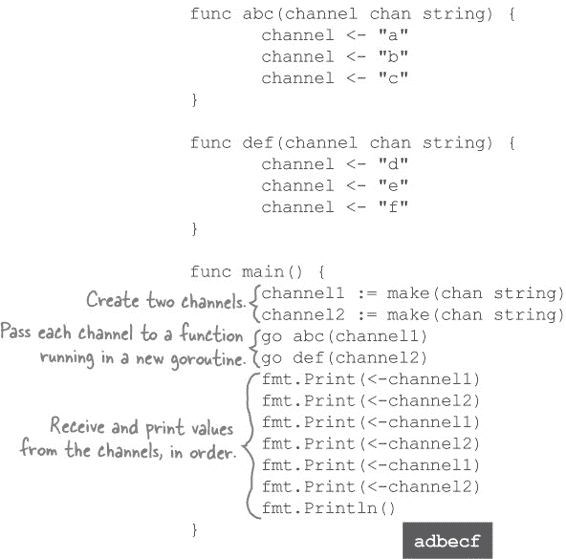 func abc(channel chan string) {
channel <- "a"
channel <- "b"
channel <- "c"
}
func def(channel chan string) {
channel <- "d"
channel <- "e"
channel <- "f"
}
func main() {
Create two channels. { channel1 := make(chan string)
channel2 := make(chan string)
Pass each channel to a function { go abc(channel1)
running in a new goroutine. go def(channel2)
fmt.Print(<-channel1)
fmt.Print(<-channel2)
Receive and print values { fmt.Print(<-channel1)
from the channels, in order. fmt.Print(<-channel2)
fmt.Print(<-channel1)
fmt.Print(<-channel2)
fmt.Println()
}
adbecf